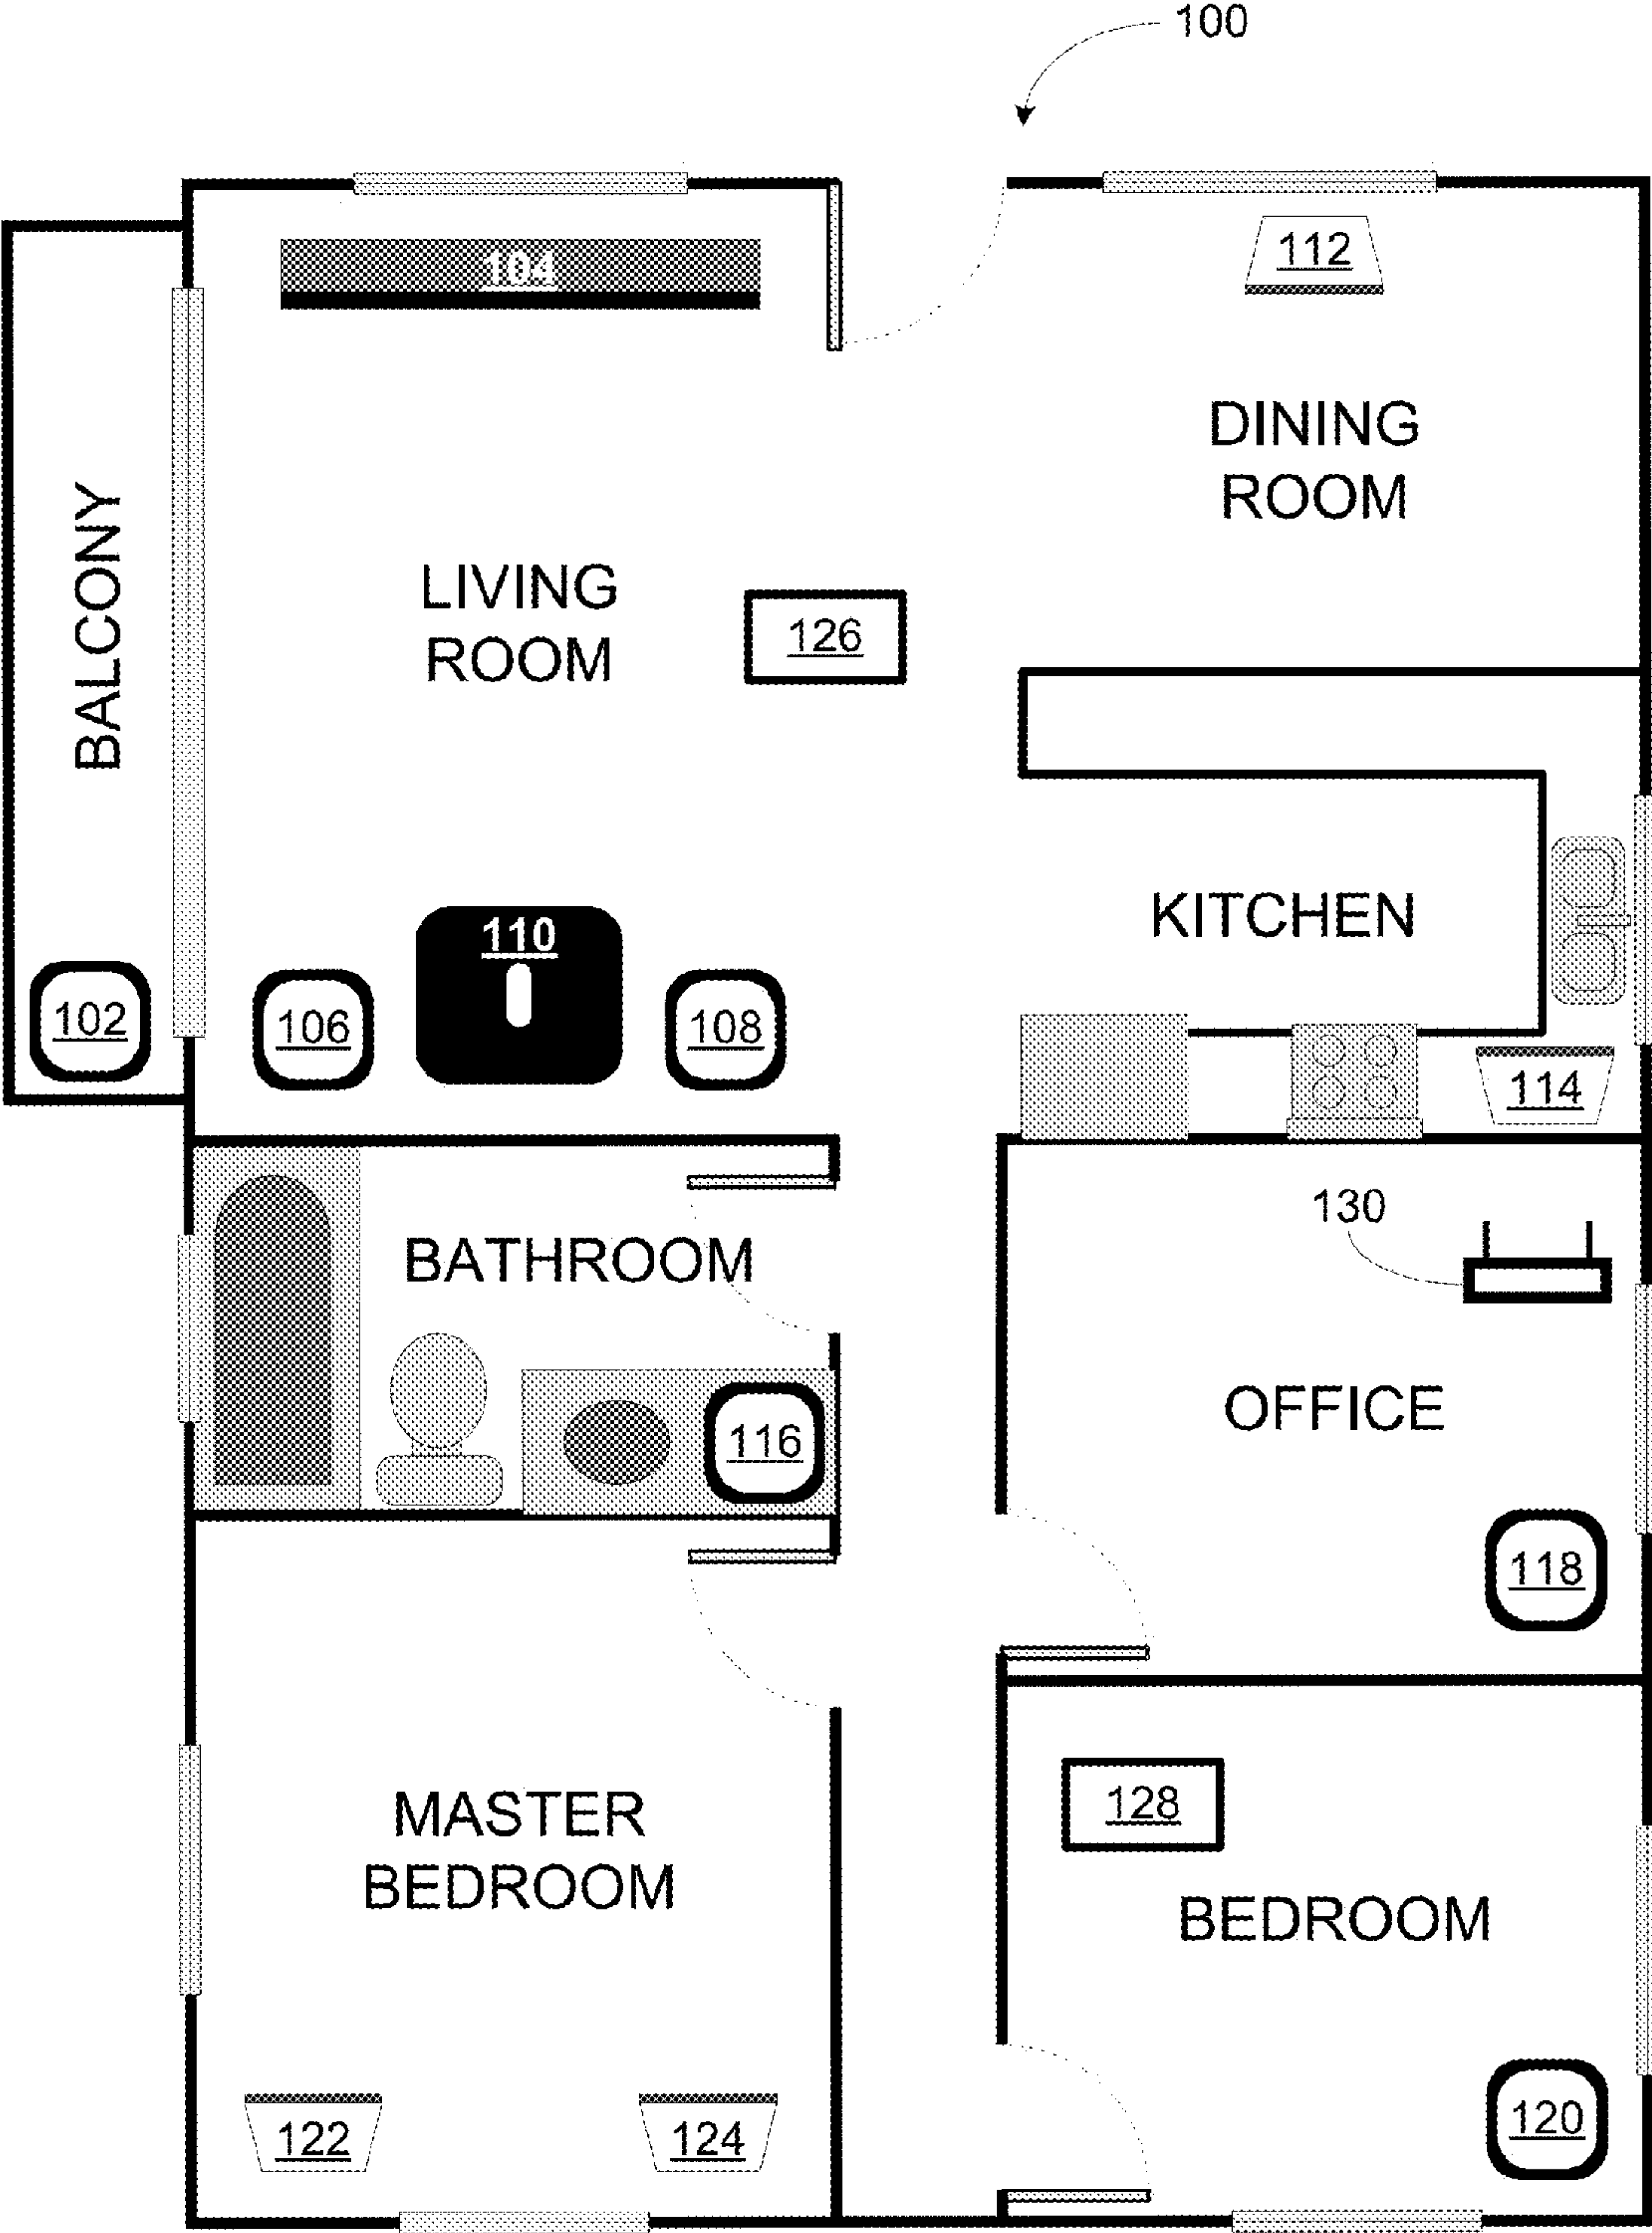 100
104
112
DINING
ROOM
BALCONY
LIVING
ROOM
126
KITCHEN
110
102
106
108
114
130
BATHROOM
OFFICE
116
118
128
MASTER
BEDROOM
BEDROOM
122
124
120